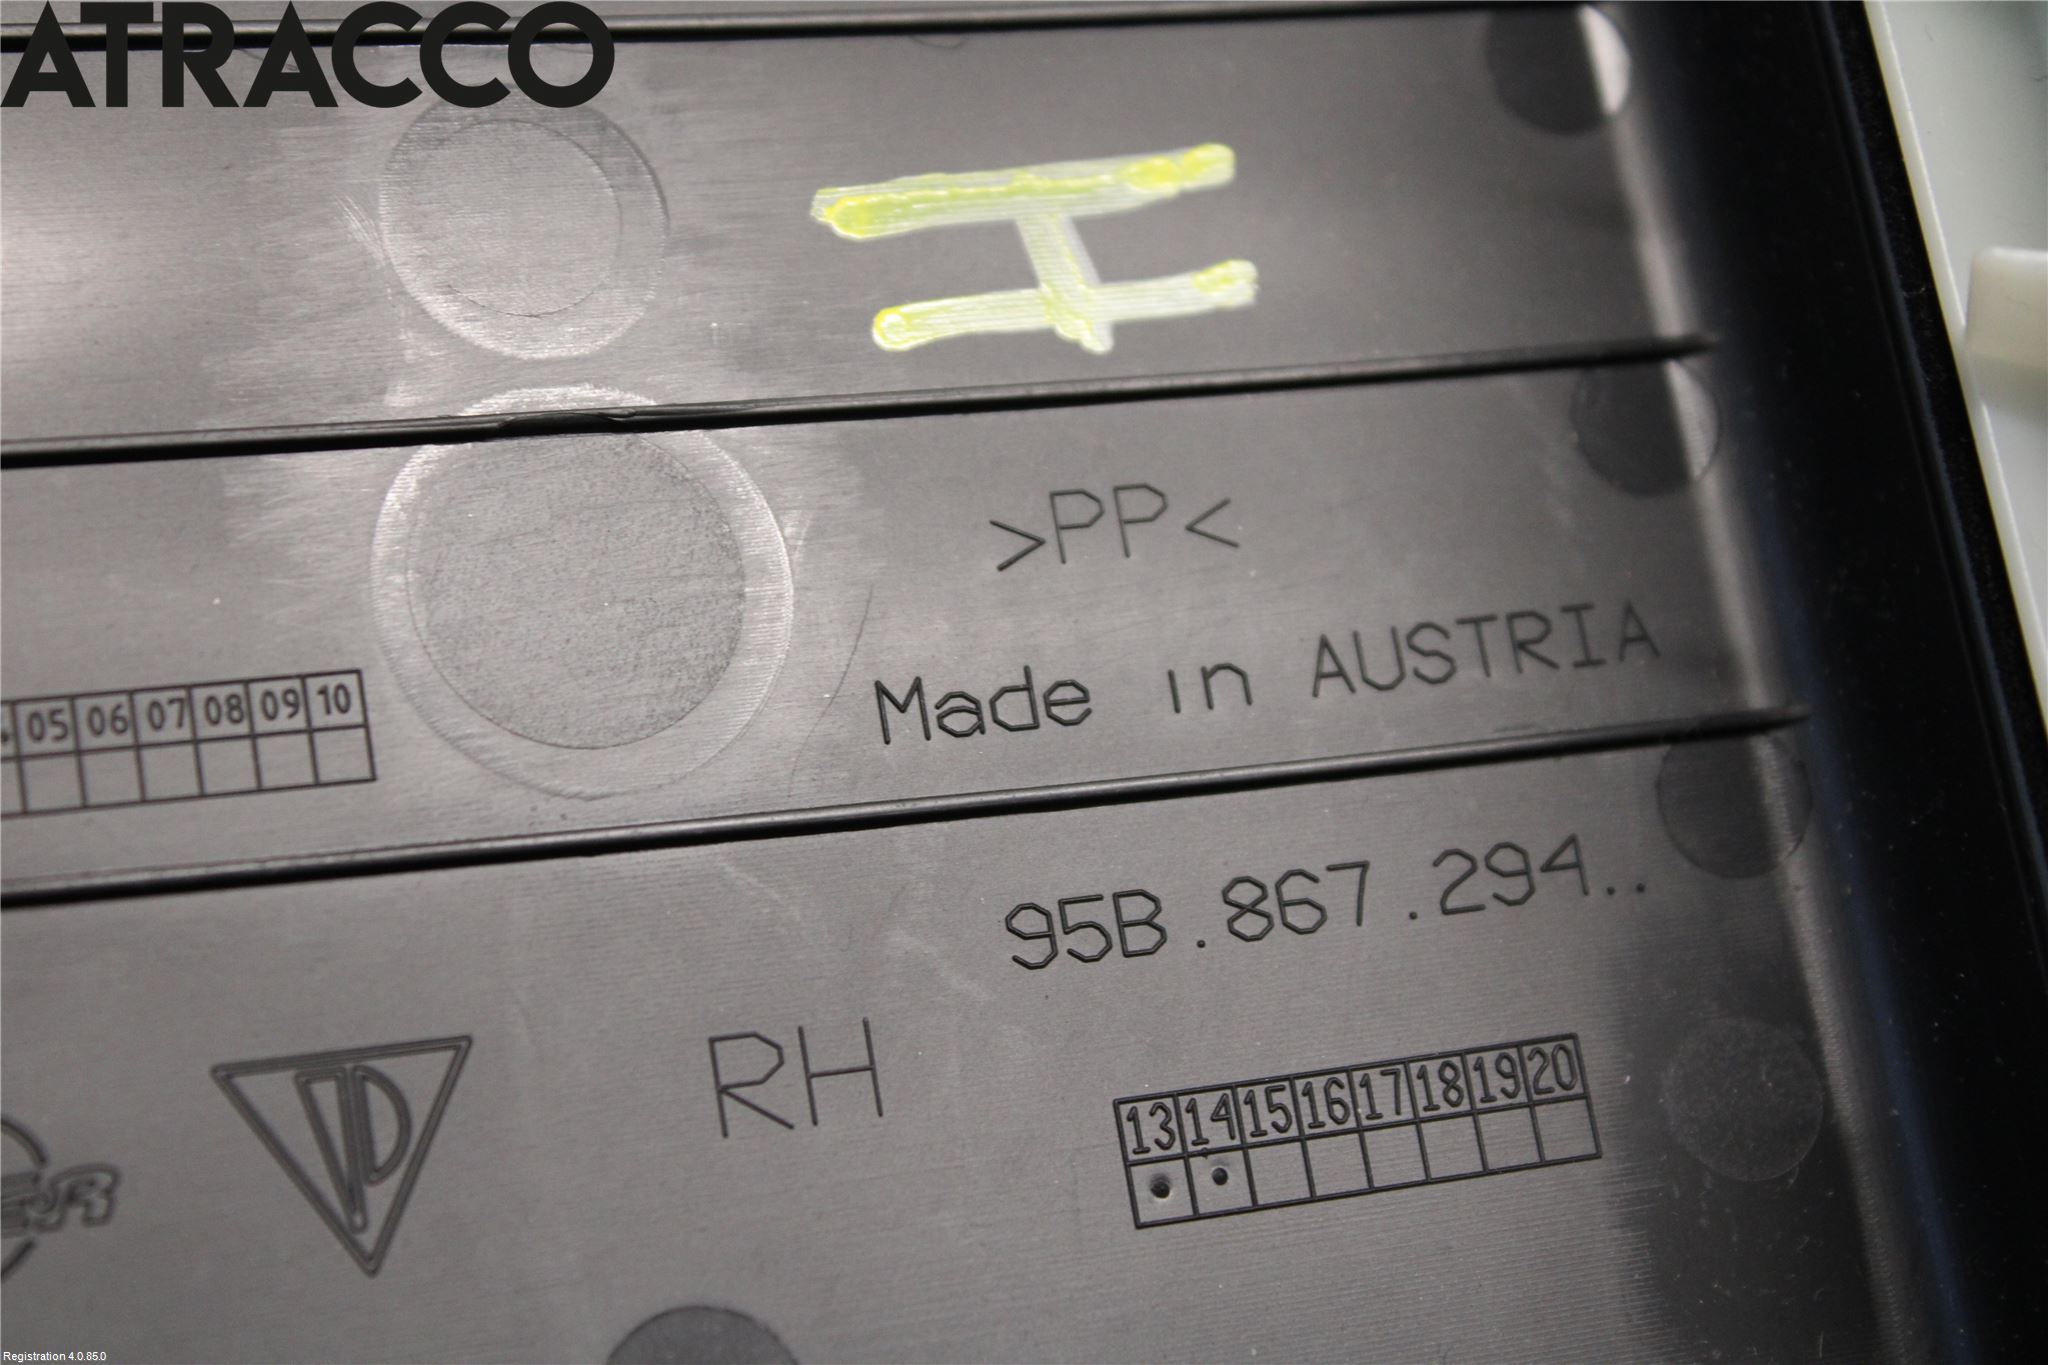 ATRACCO
H
>PP<
Made in AUSTRIA
05 06 07 08 09 10
95B.867.294..
RH
13 14 15 16 17 18 19 20
Registration 4.0.85.0